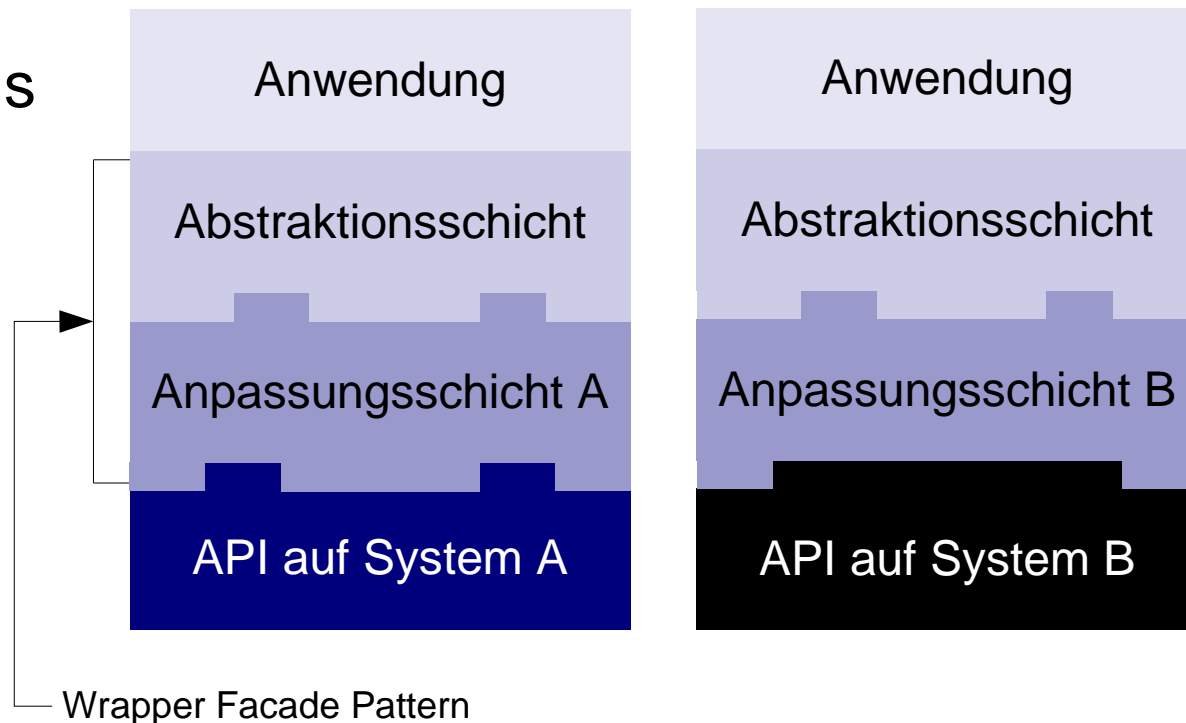 s
Anwendung
Abstraktionsschicht
Anpassungsschicht A
API auf System A
Anwendung
Abstraktionsschicht
Anpassungsschicht B
API auf System B
Wrapper Facade Pattern